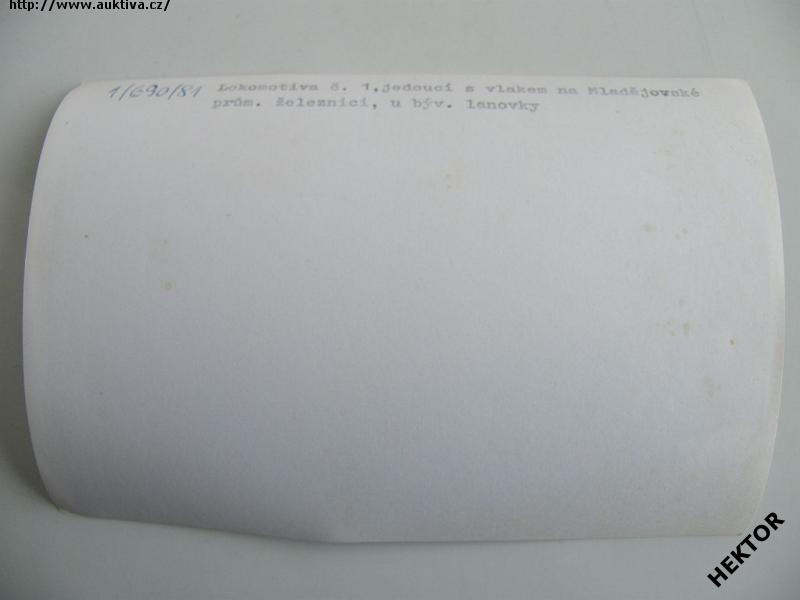 http://www.auktiva.cz/
1/690/81 Lokomotiva č. 1,jedoucí s vlakem na Mladějovské
prům. železnici, u býv. lanovky
HEKTOR